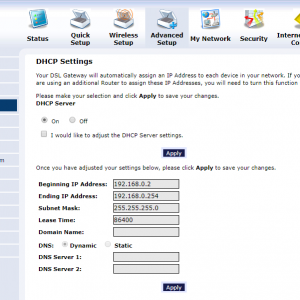 Status
Quick Setup
Wireless Setup
Advanced Setup
My Network
Security
Internet
Co
DHCP Settings
Your DSL Gateway will automatically assign an IP Address to each device in your network. If you
are using an additional Router to assign these IP Addresses, you will need to turn this function
Please make your selection and click Apply to save your changes.
DHCP Server
On Off
I would like to adjust the DHCP Server settings.
Apply
Once you have adjusted your settings below, please click Apply to save your changes.
Beginning IP Address: 192.168.0.2
Ending IP Address: 192.168.0.254
Subnet Mask: 255.255.255.0
Lease Time: 86400
Domain Name:
DNS: Dynamic Static
DNS Server 1:
DNS Server 2:
Apply